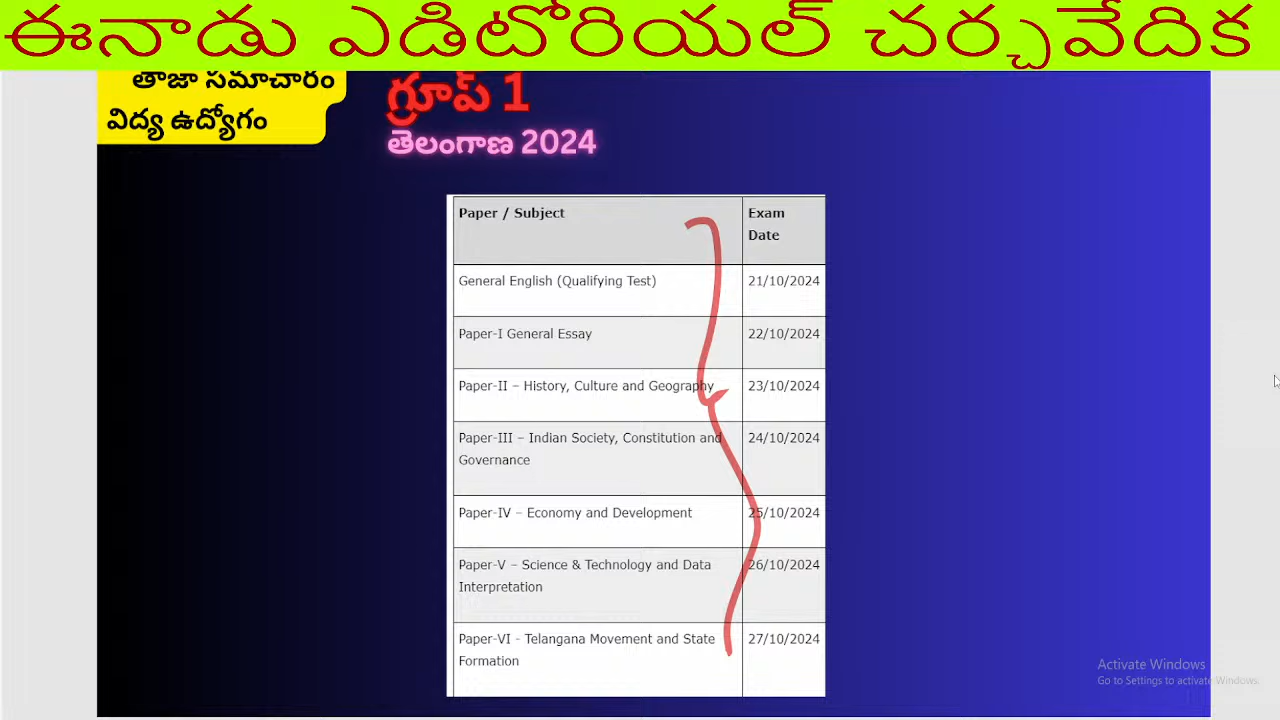 ఈనాడు ఎడిటోరియల్ చర్చావేదిక
తాజా సమాచారం
విద్య ఉద్యోగం
గ్రూప్ 1
తెలంగాణ 2024
Paper / Subject
Exam
Date
General English (Qualifying Test)
21/10/2024
Paper-I General Essay
22/10/2024
Paper-II – History, Culture and Geography
23/10/2024
Paper-III – Indian Society, Constitution and
Governance
24/10/2024
Paper-IV – Economy and Development
25/10/2024
Paper-V – Science & Technology and Data
Interpretation
26/10/2024
Paper-VI - Telangana Movement and State
Formation
27/10/2024
Activate Windows
Go to Settings to activate Windows.